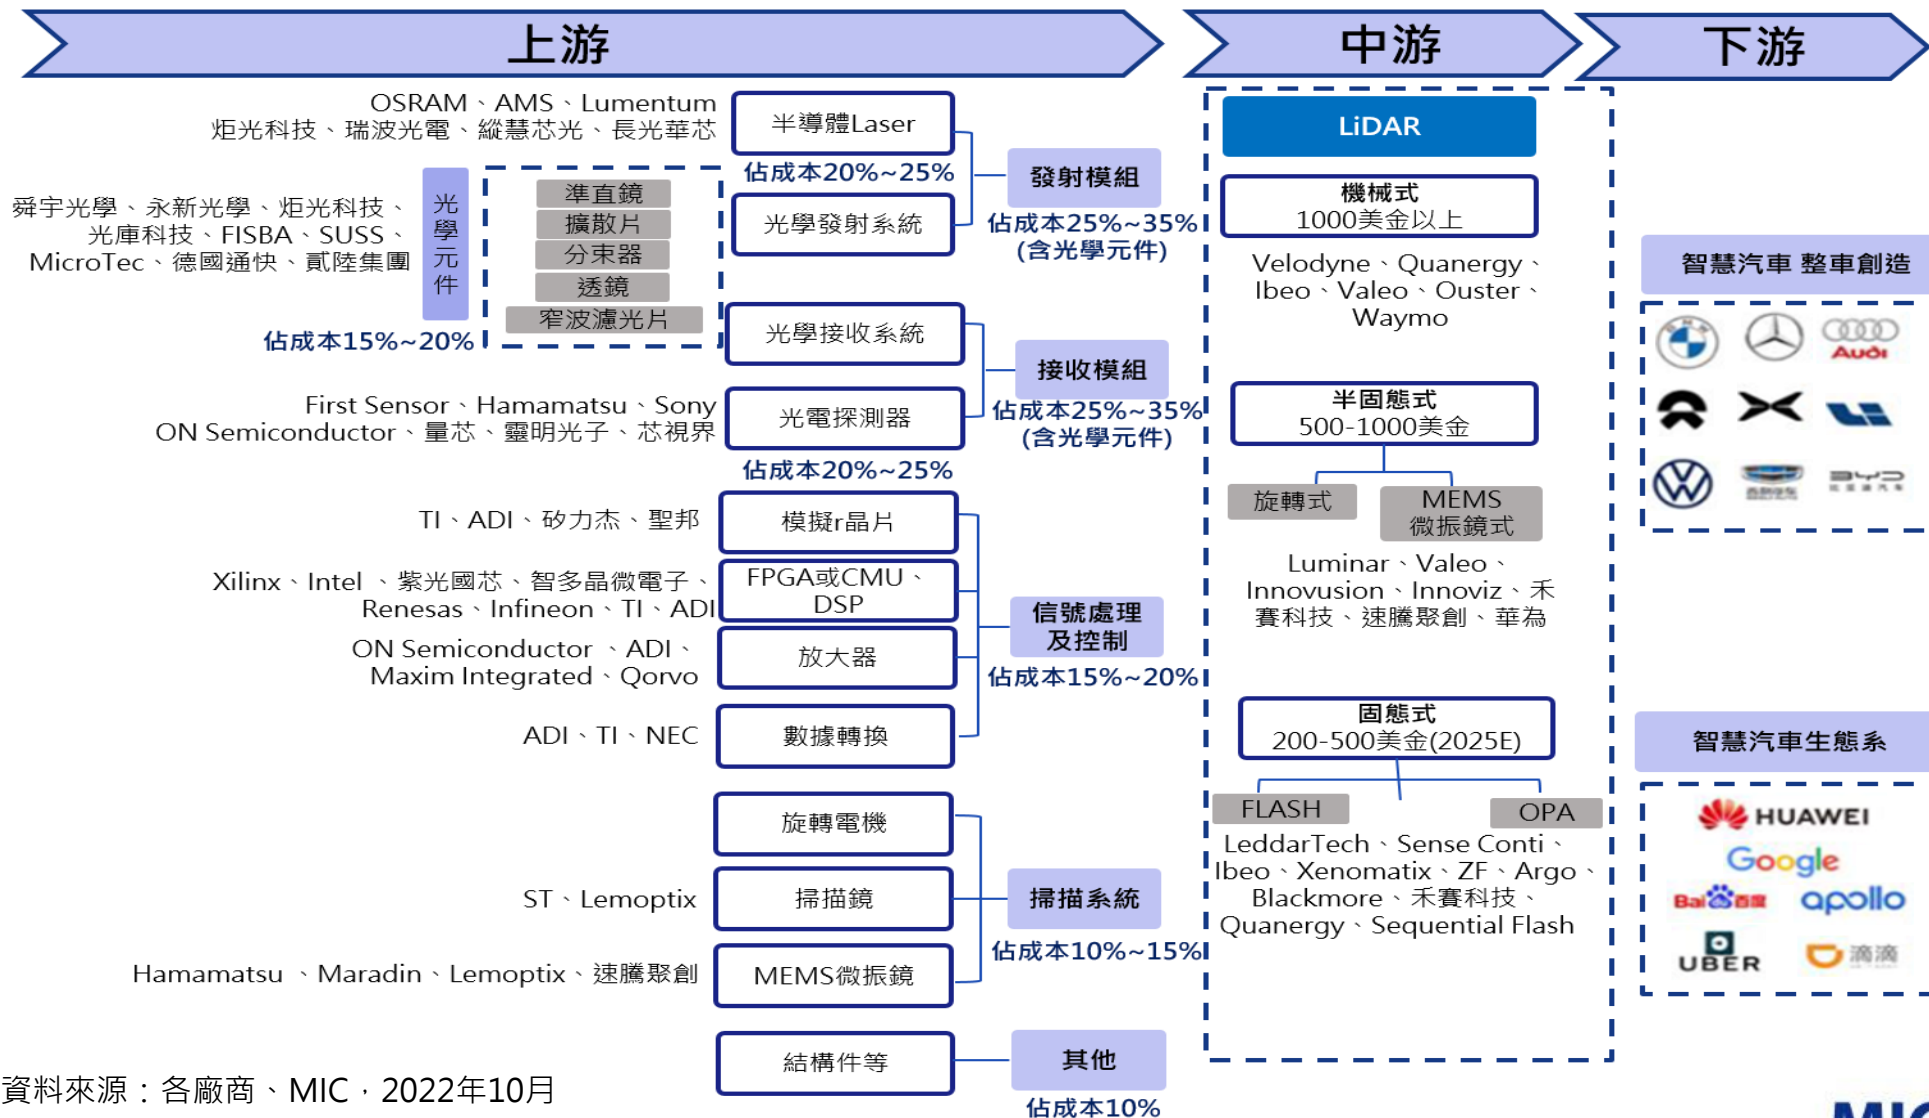 上游
中游
下游
OSRAM、AMS、Lumentum
炬光科技、瑞波光電、縱慧芯光、長光華芯
半導體Laser
佔成本20%~25%
舜宇光學、永新光學、炬光科技、
光庫科技、FISBA、SUSS、
MicroTec、德國通快、貳陸集團
光學元件
佔成本15%~20%
準直鏡
擴散片
分束器
透鏡
窄波濾光片
光學發射系統
發射模組
佔成本25%~35%
(含光學元件)
光學接收系統
First Sensor、Hamamatsu、Sony
ON Semiconductor、量芯、靈明光子、芯視界
光電探測器
佔成本20%~25%
接收模組
佔成本25%~35%
(含光學元件)
TI、ADI、矽力杰、聖邦
模擬r晶片
Xilinx、Intel 、紫光國芯、智多晶微電子、
Renesas、Infineon、TI、ADI
FPGA或CMU、
DSP
ON Semiconductor 、ADI、
Maxim Integrated、Qorvo
放大器
ADI、TI、NEC
數據轉換
信號處理
及控制
佔成本15%~20%
旋轉電機
ST、Lemoptix
掃描鏡
Hamamatsu 、Maradin、Lemoptix、速騰聚創
MEMS微振鏡
掃描系統
佔成本10%~15%
結構件等
其他
佔成本10%
LiDAR
機械式
1000美金以上
Velodyne、Quanergy、
Ibeo、Valeo、Ouster、
Waymo
半固態式
500-1000美金
旋轉式
MEMS
微振鏡式
Luminar、Valeo、
Innovusion、Innoviz、禾
賽科技、速騰聚創、華為
固態式
200-500美金(2025E)
FLASH
OPA
LeddarTech、Sense Conti、
Ibeo、Xenomatix、ZF、Argo、
Blackmore、禾賽科技、
Quanergy、Sequential Flash
智慧汽車 整車創造
Audi
BYD
比亞迪汽車
智慧汽車生態系
HUAWEI
Google
Bai百度
apollo
UBER
滴滴
資料來源：各廠商、MIC，2022年10月
MIC